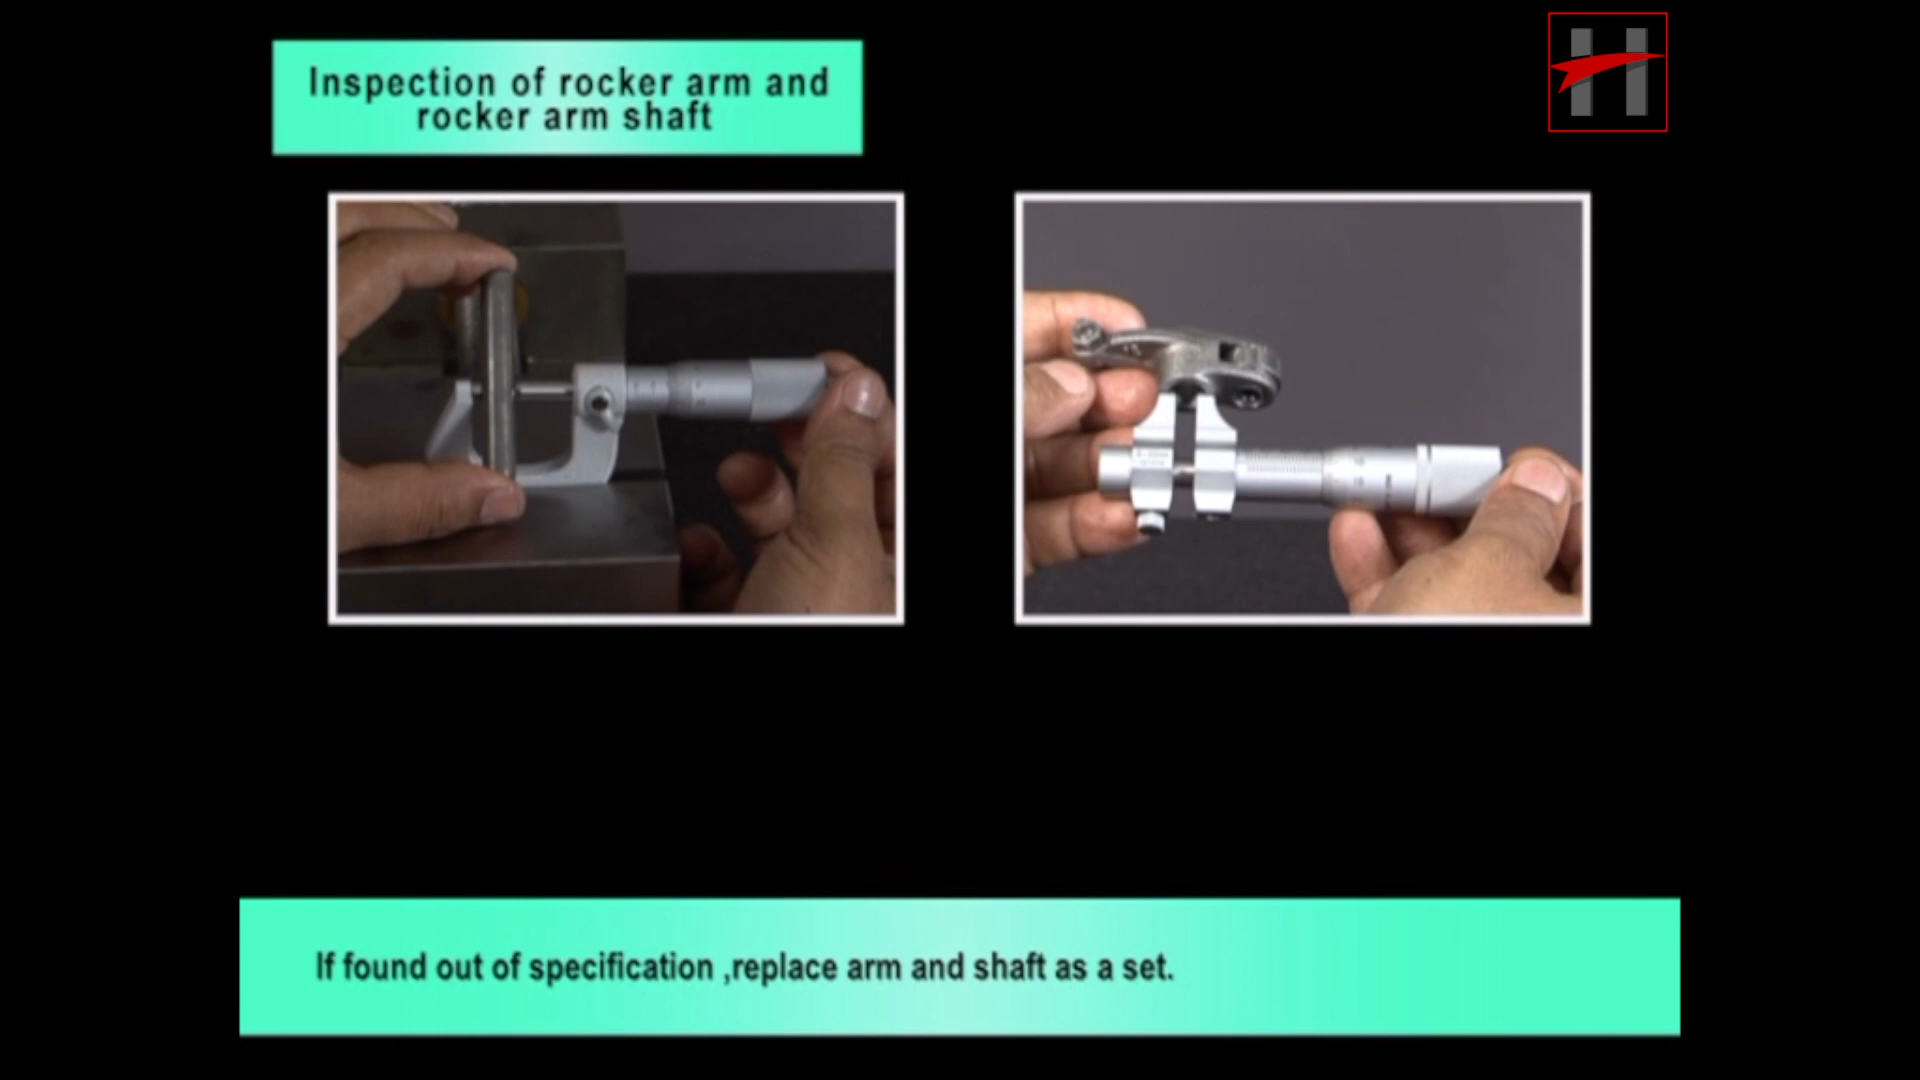 Inspection of rocker arm and
rocker arm shaft
If found out of specification ,replace arm and shaft as a set.